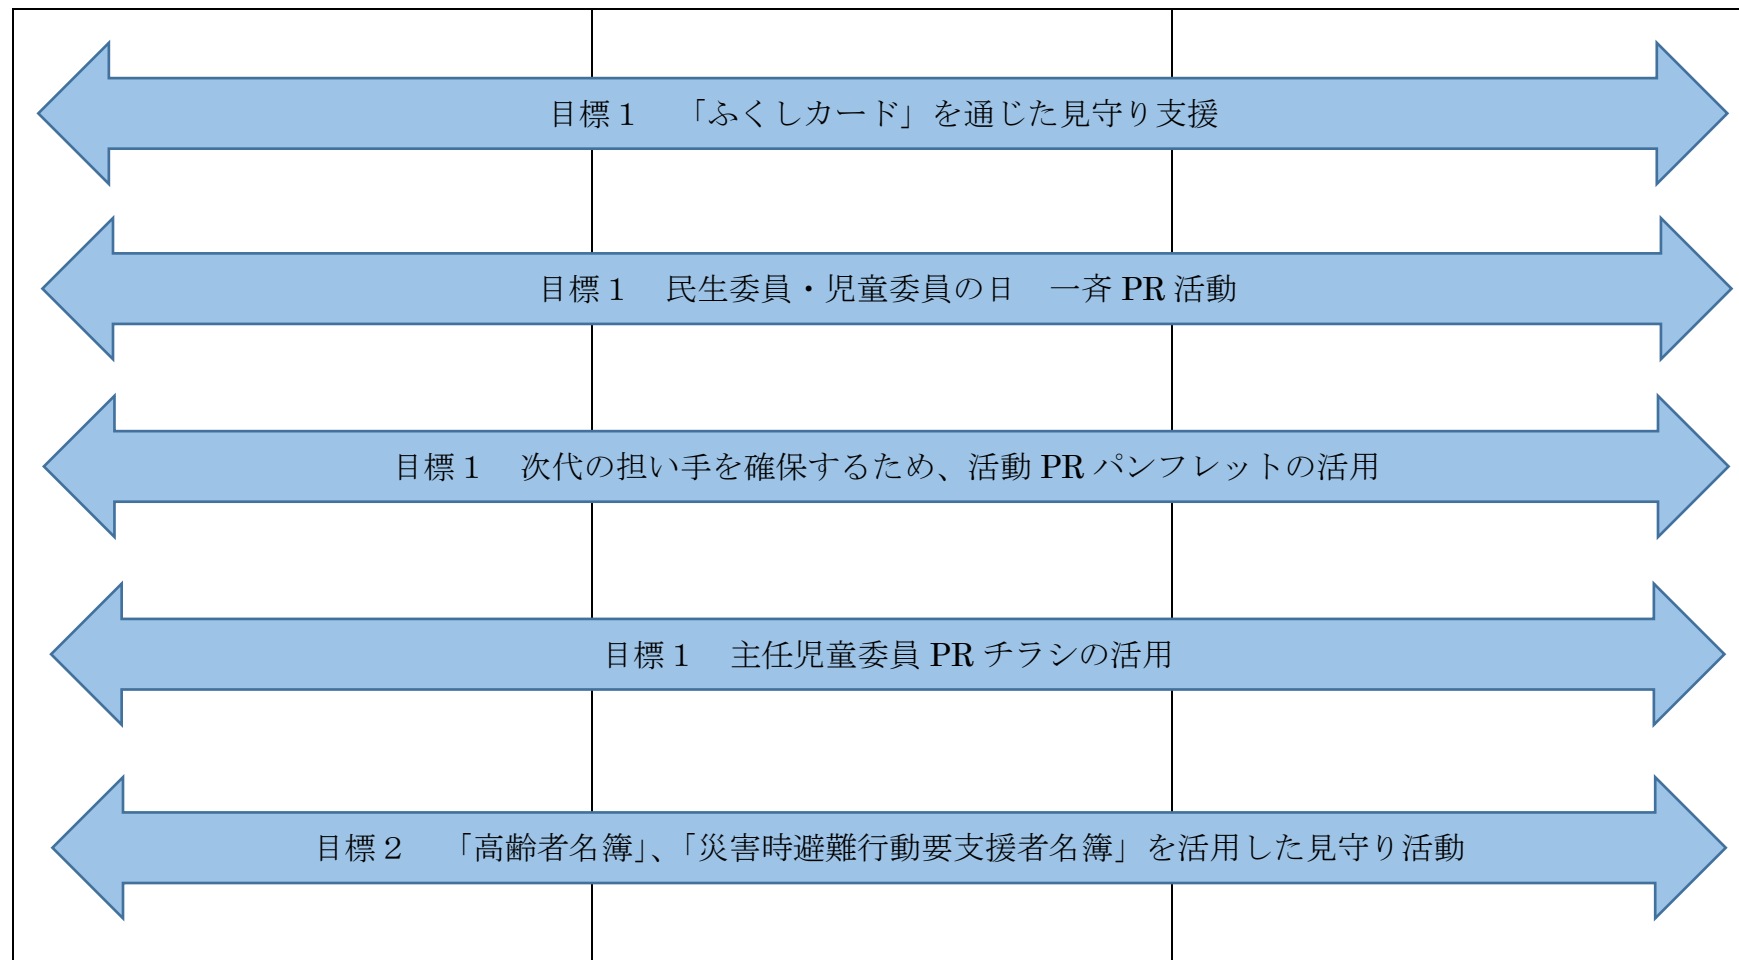 目標１　「ふくしカード」を通じた見守り支援
目標１　民生委員・児童委員の日　一斉 PR 活動
目標１　次代の担い手を確保するため、活動 PR パンフレットの活用
目標１　主任児童委員 PR チラシの活用
目標２　「高齢者名簿」、「災害時避難行動要支援者名簿」を活用した見守り活動